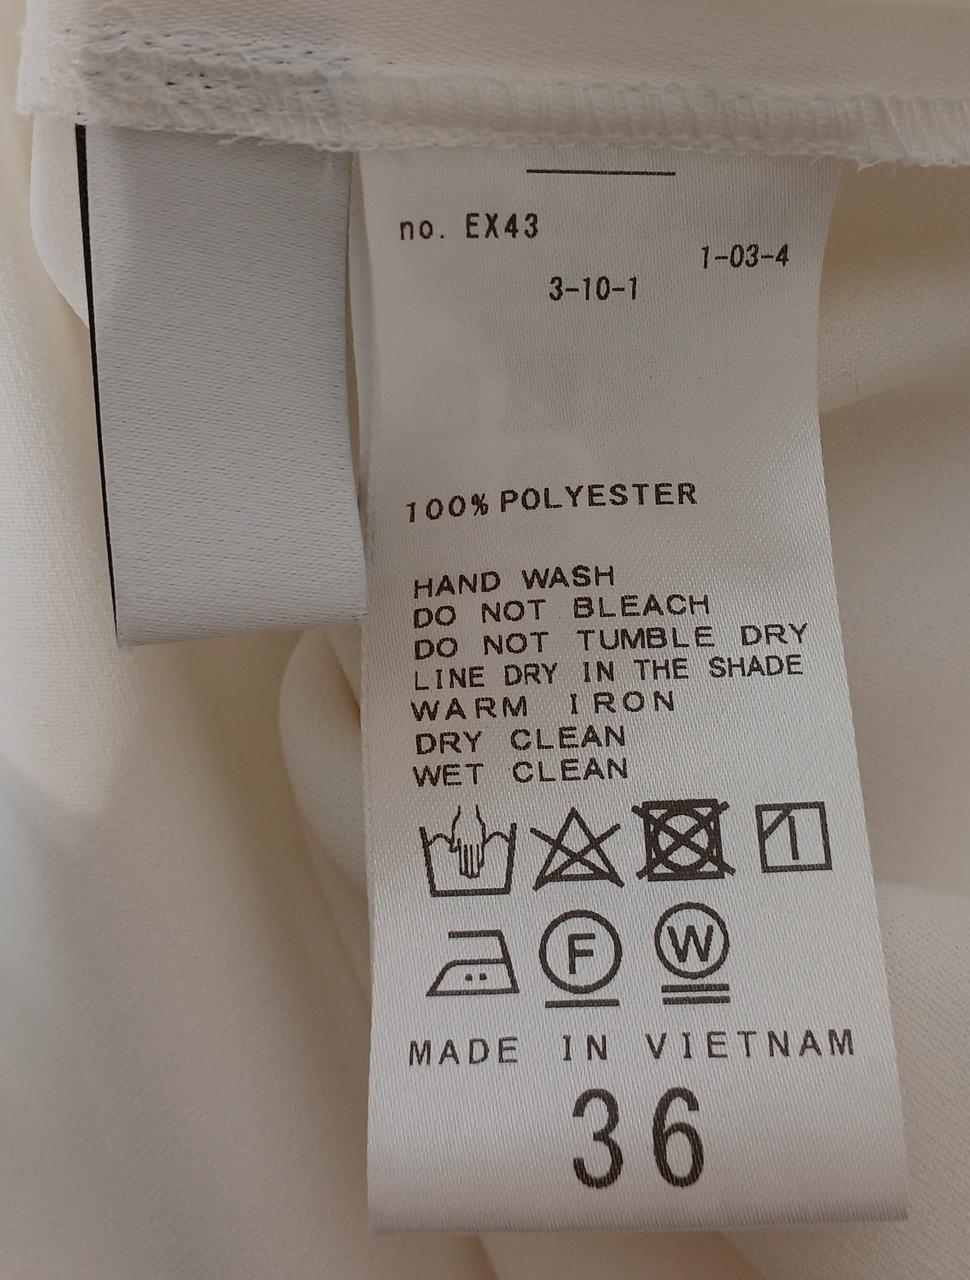 no. EX43
1-03-4
3-10-1
100% POLYESTER
HAND WASH
DO NOT BLEACH
DO NOT TUMBLE DRY
LINE DRY IN THE SHADE
WARM IRON
DRY CLEAN
WET CLEAN
F W
MADE IN VIETNAM
36